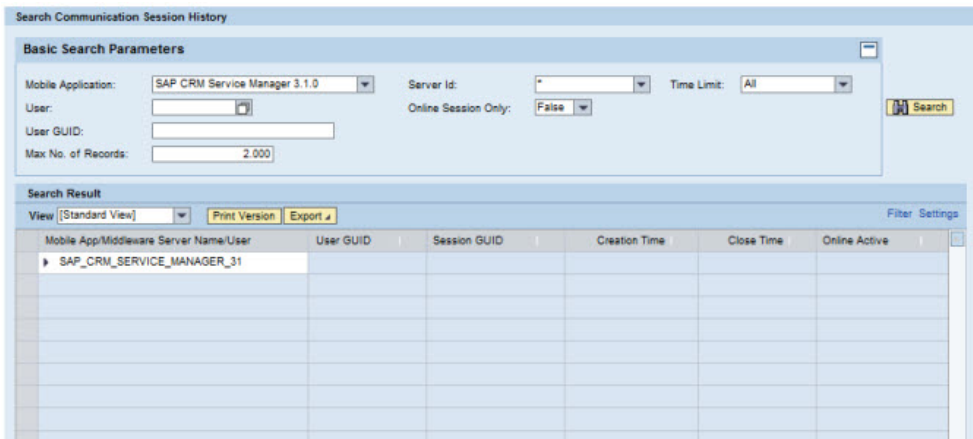 Search Communication Session History
Basic Search Parameters
Mobile Application: SAP CRM Service Manager 3.1.0 Server Id: * Time Limit: All
User: Online Session Only: False Search
User GUID:
Max No. of Records: 2.000
Search Result
View [Standard View] Print Version Export Filter Settings
Mobile App/Middleware Server Name/User User GUID Session GUID Creation Time Close Time Online Active
SAP_CRM_SERVICE_MANAGER_31